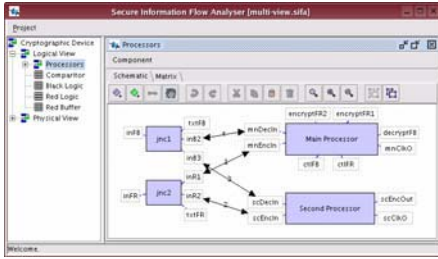 Secure Information Flow Analyser [multi-view.sifa]
Project
Cryptographic Device
Logical View
Processors
Comparitor
Black Logic
Red Logic
Red Buffer
Physical View
Processors
Component
Schematic
Matrix
encryptFR2
encryptFR1
txtFB
inFB
jnc1
inB2
mnDecIn
Main Processor
decryptFB
mnEncIn
mnClkO
inB3
ctlFB
ctlFR
inR1
inFR
jnc2
inR2
scDecIn
Second Processor
scEncOut
scEncIn
scClkO
txtFR
Welcome.